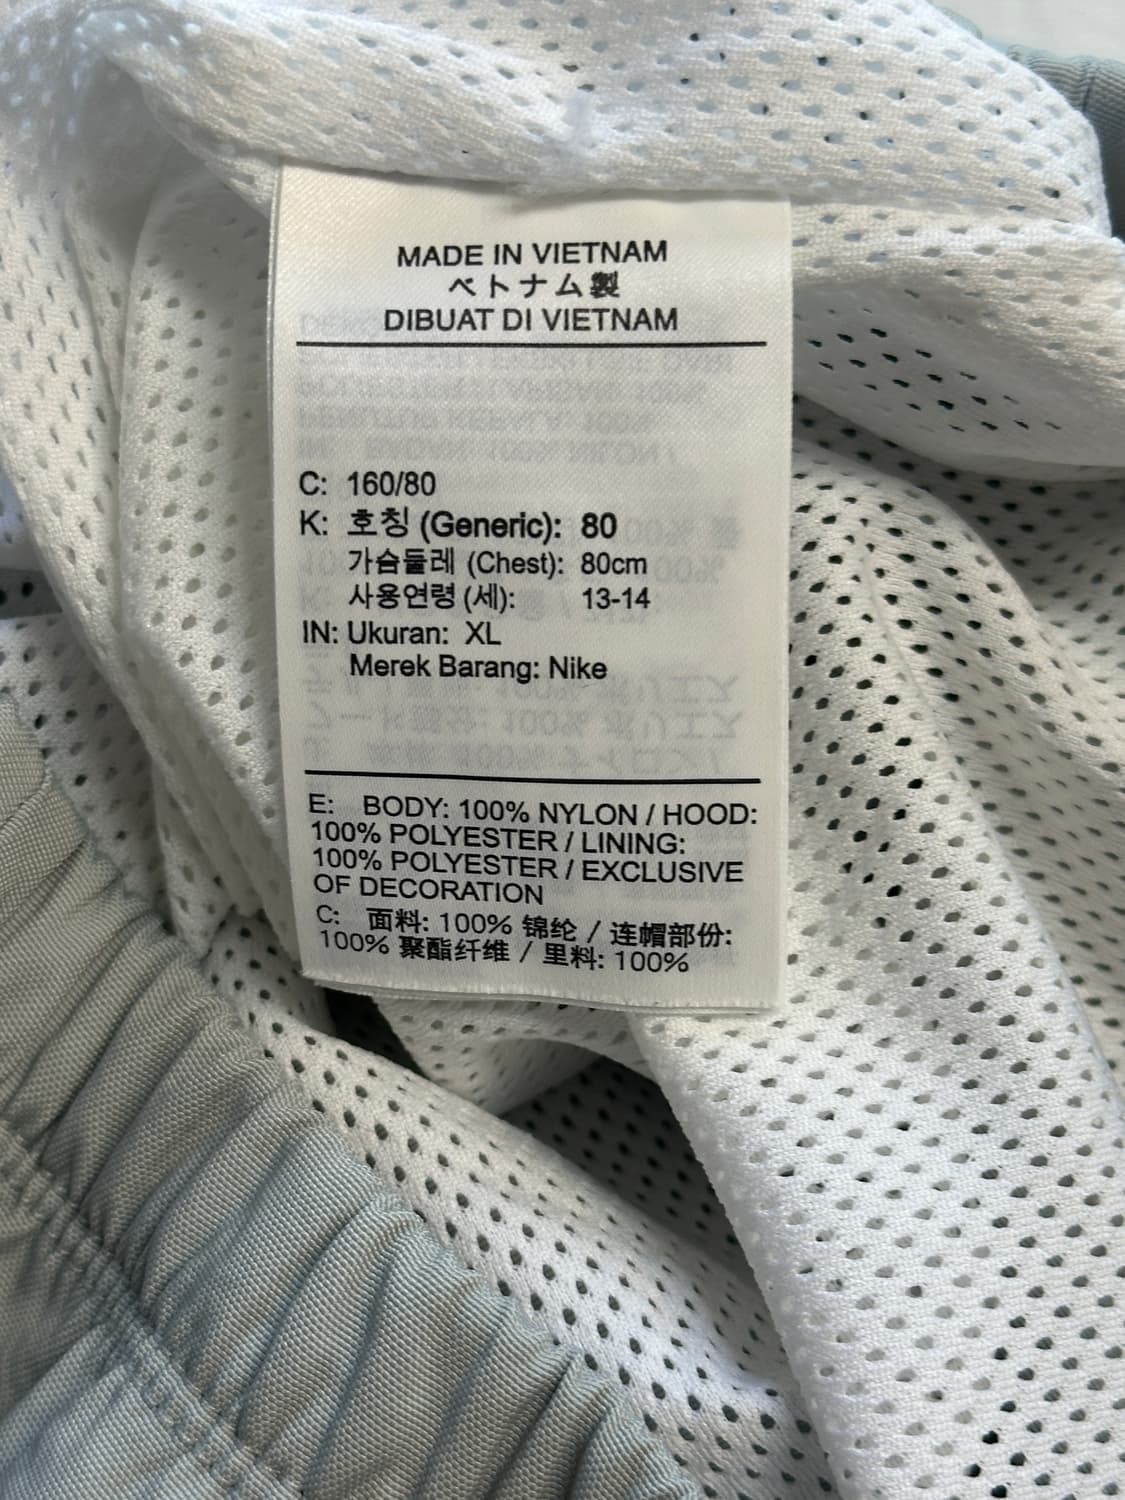 MADE IN VIETNAM
ベトナム製
DIBUAT DI VIETNAM
C: 160/80
K: 호칭 (Generic): 80
가슴둘레 (Chest): 80cm
사용연령 (세): 13-14
IN: Ukuran: XL
Merek Barang: Nike
E: BODY: 100% NYLON / HOOD:
100% POLYESTER / LINING:
100% POLYESTER / EXCLUSIVE
OF DECORATION
C: 面料: 100% 锦纶 / 连帽部份:
100% 聚酯纤维 / 里料: 100%